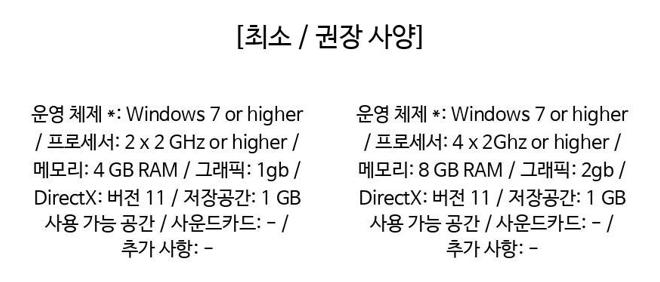 [최소 / 권장 사양]
운영 체제 *: Windows 7 or higher
/ 프로세서: 2 x 2 GHz or higher /
메모리: 4 GB RAM / 그래픽: 1gb /
DirectX: 버전 11 / 저장공간: 1 GB
사용 가능 공간 / 사운드카드: - /
추가 사항: -
운영 체제 *: Windows 7 or higher
/ 프로세서: 4 x 2Ghz or higher /
메모리: 8 GB RAM / 그래픽: 2gb /
DirectX: 버전 11 / 저장공간: 1 GB
사용 가능 공간 / 사운드카드: - /
추가 사항: -